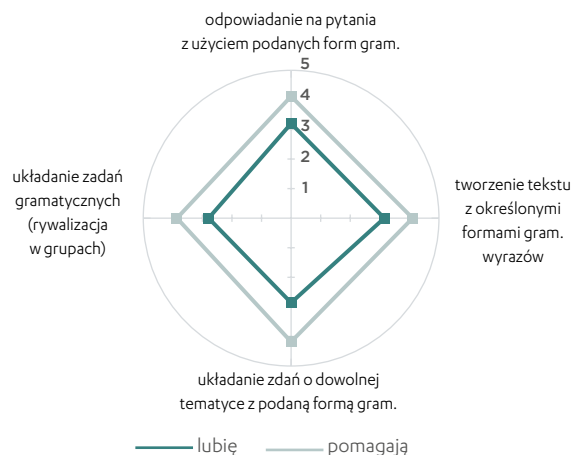 odpowiadanie na pytania
z użyciem podanych form gram.
5
4
3
2
1
układanie zadań
gramatycznych
(rywalizacja
w grupach)
tworzenie tekstu
z określonymi
formami gram.
wyrazów
układanie zdań o dowolnej
tematyce z podaną formą gram.
lubię
pomagają